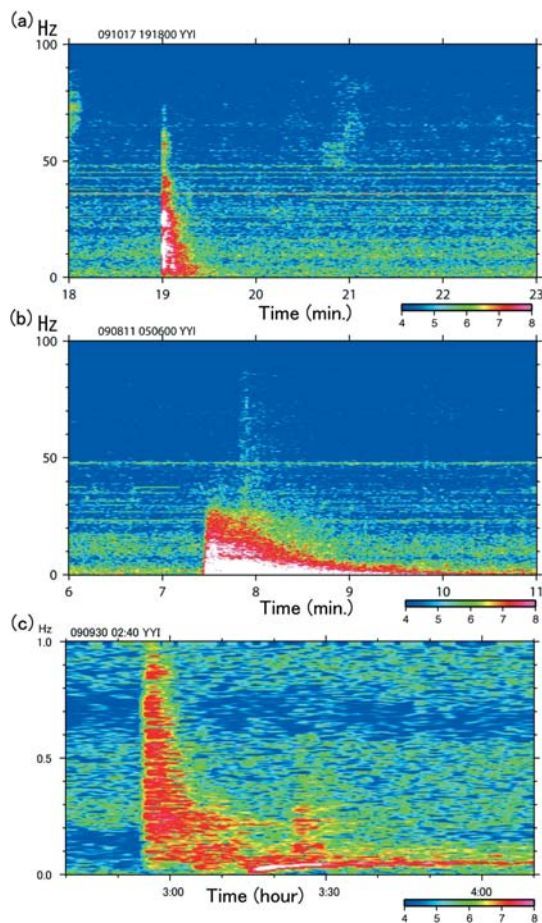 (a)
Hz
091017 191800 YYI
100
50
0
18 19 20 21 22 23
Time (min.)
4 5 6 7 8
(b)
Hz
090811 050600 YYI
100
50
0
6 7 8 9 10 11
Time (min.)
4 5 6 7 8
(c)
Hz
090930 02:40 YYI
1.0
0.5
0.0
3:00 3:30 4:00
Time (hour)
4 5 6 7 8